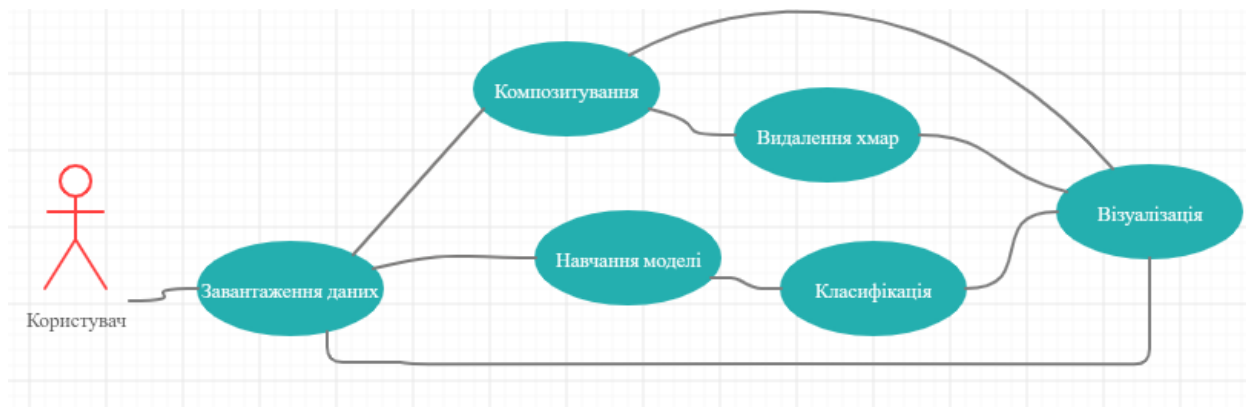 Композитування
Видалення хмар
Візуалізація
Навчання моделі
Завантаження даних
Класифікація
Користувач